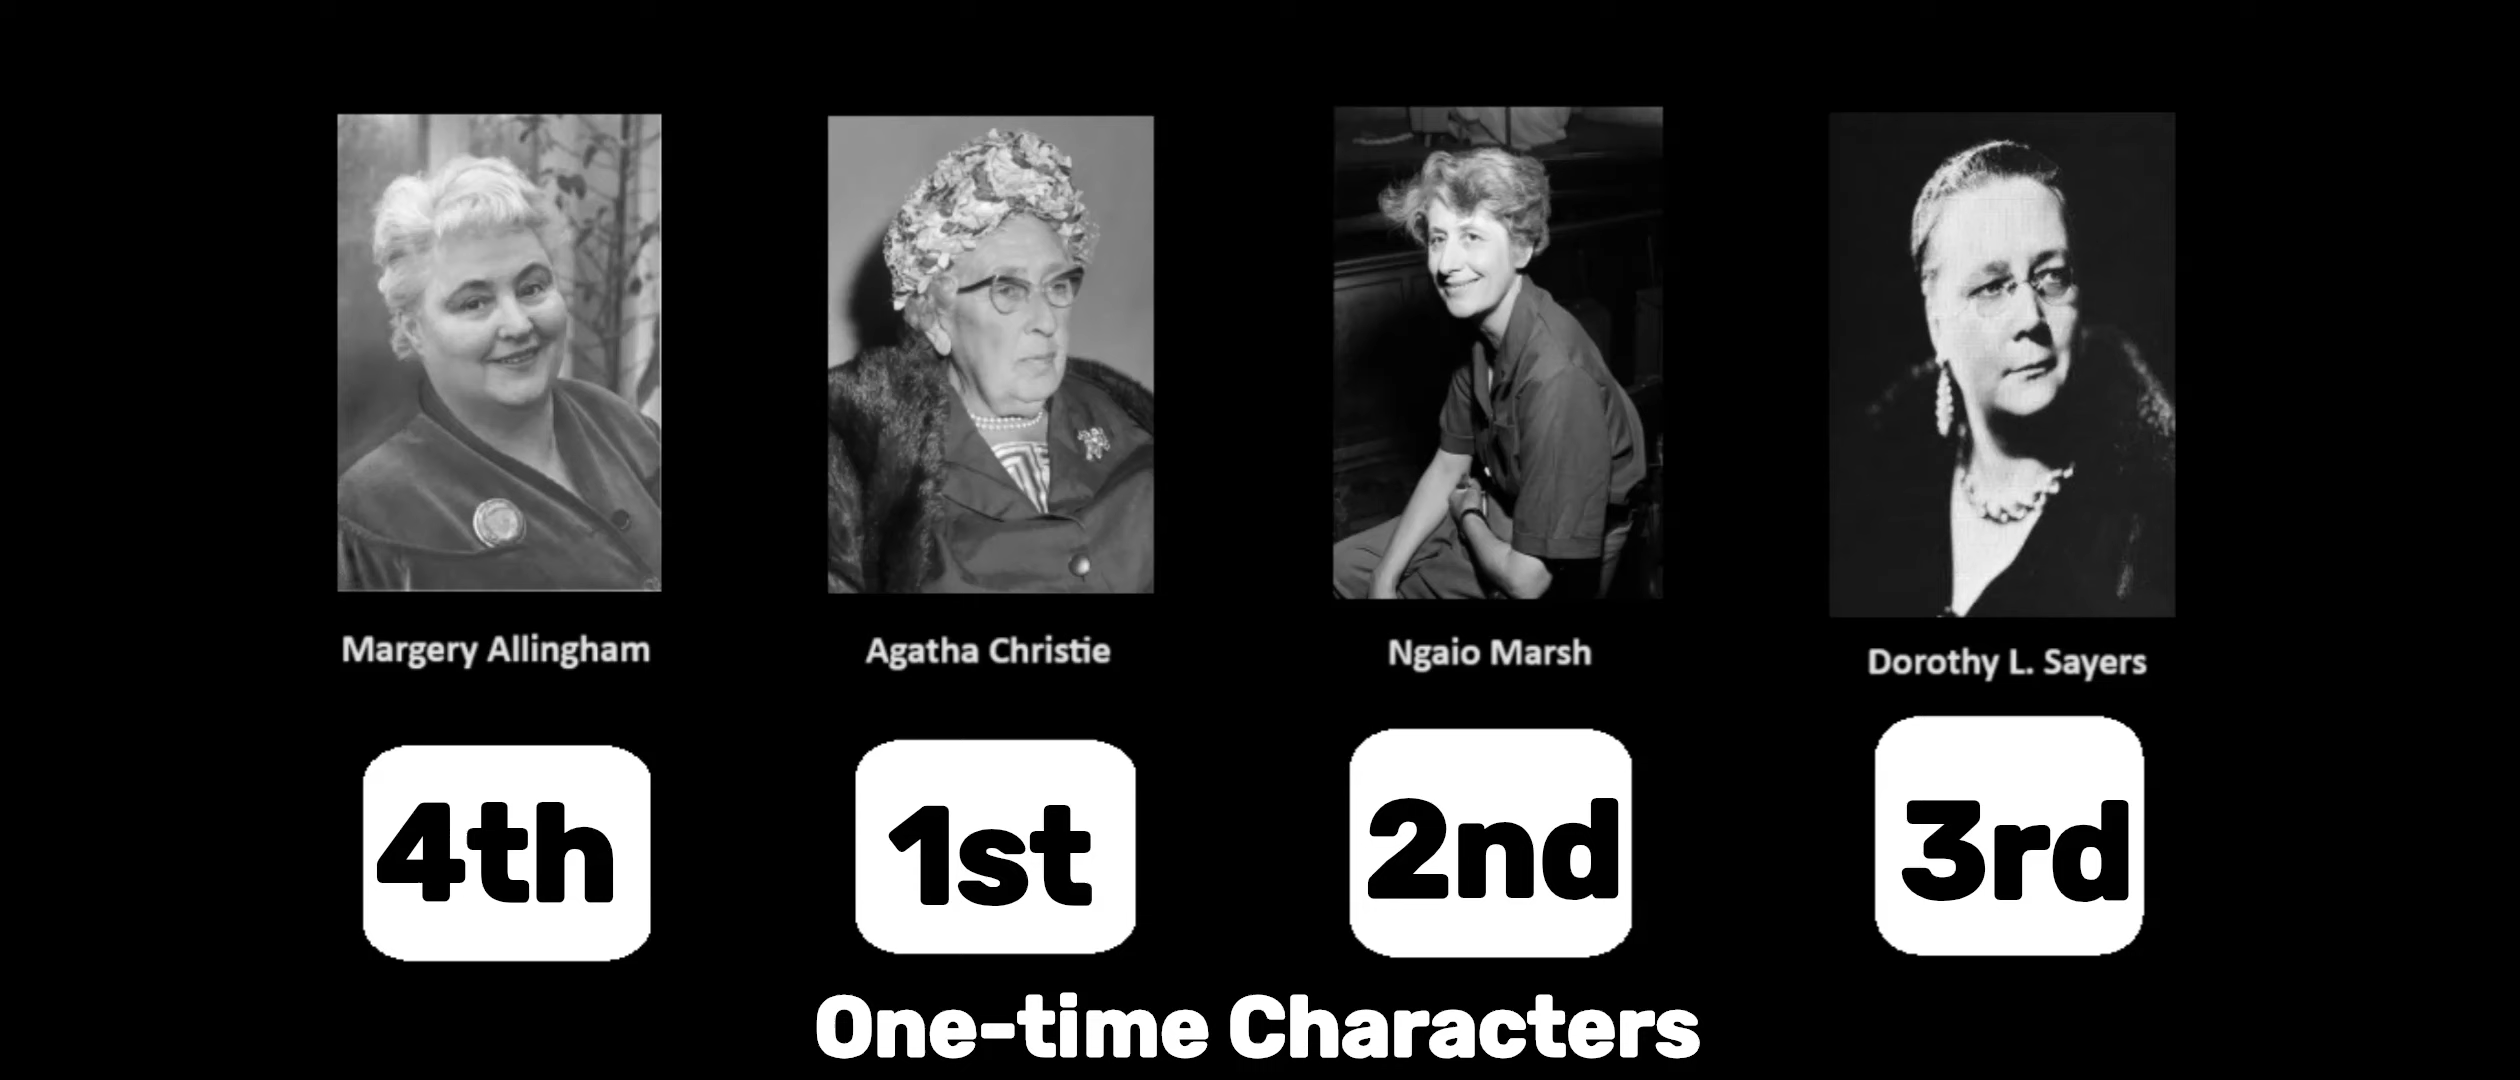 Margery Allingham
Agatha Christie
Ngaio Marsh
Dorothy L. Sayers
4th
1st
2nd
3rd
One-time Characters